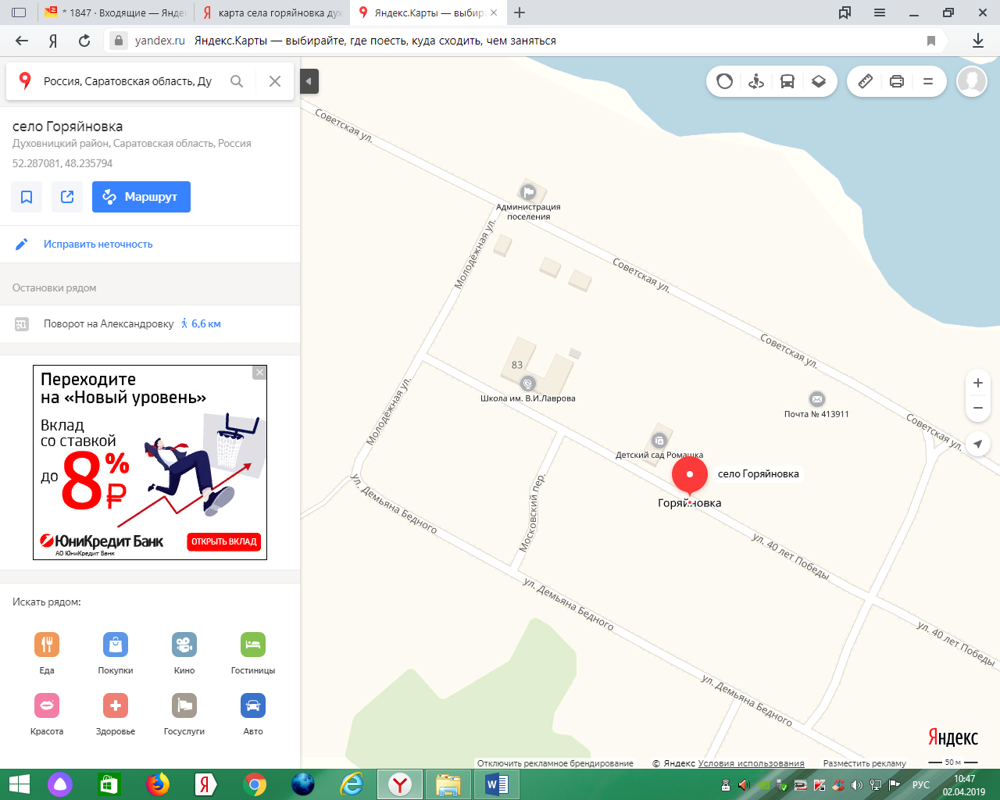 * 1847 · Входящие — Янде
карта села горяйновка дух
Яндекс.Карты — выбир
yandex.ru Яндекс.Карты — выбирайте, где поесть, куда сходить, чем заняться
Россия, Саратовская область, Ду
село Горяйновка
Духовницкий район, Саратовская область, Россия
52.287081, 48.235794
Маршрут
Исправить неточность
Остановки рядом
Поворот на Александровку 6,6 км
Переходите
на «Новый уровень»
Вклад
со ставкой
до 8% ₽
ЮниКредит Банк
АО ЮниКредит Банк
ОТКРЫТЬ ВКЛАД
Искать рядом:
Еда
Покупки
Кино
Гостиницы
Красота
Здоровье
Госуслуги
Авто
Советская ул.
Администрация
поселения
Молодёжная ул.
Советская ул.
Советская ул.
83
Школа им. В.И.Лаврова
Молодёжная ул.
Почта № 413911
Советская ул.
Детский сад Ромашка
село Горяйновка
Горяйновка
ул. Демьяна Бедного
Московский пер.
ул. 40 лет Победы
ул. Демьяна Бедного
ул. 40 лет Победы
ул. Демьяна Бедного
Яндекс
Отключить рекламное брендирование
© Яндекс Условия использования
Разместить рекламу
50 м
РУС
10:47
02.04.2019